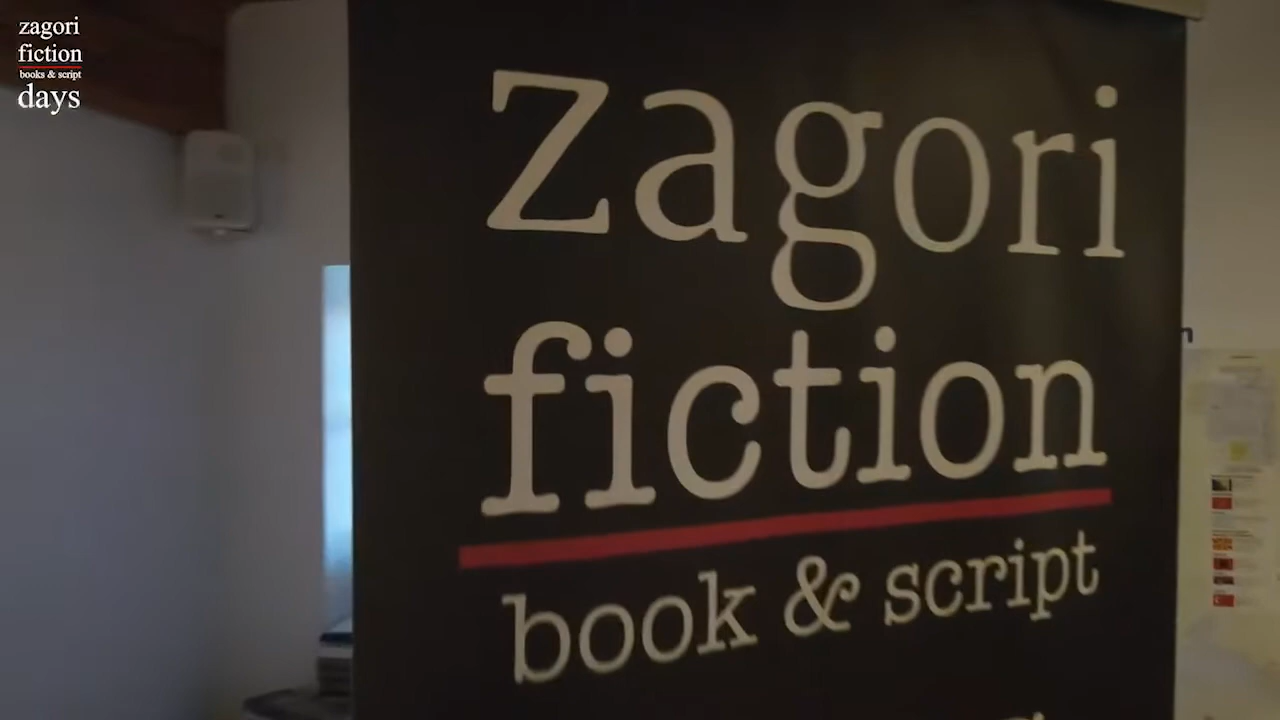 zagori
fiction
books & script
days
zagori
fiction
book & script